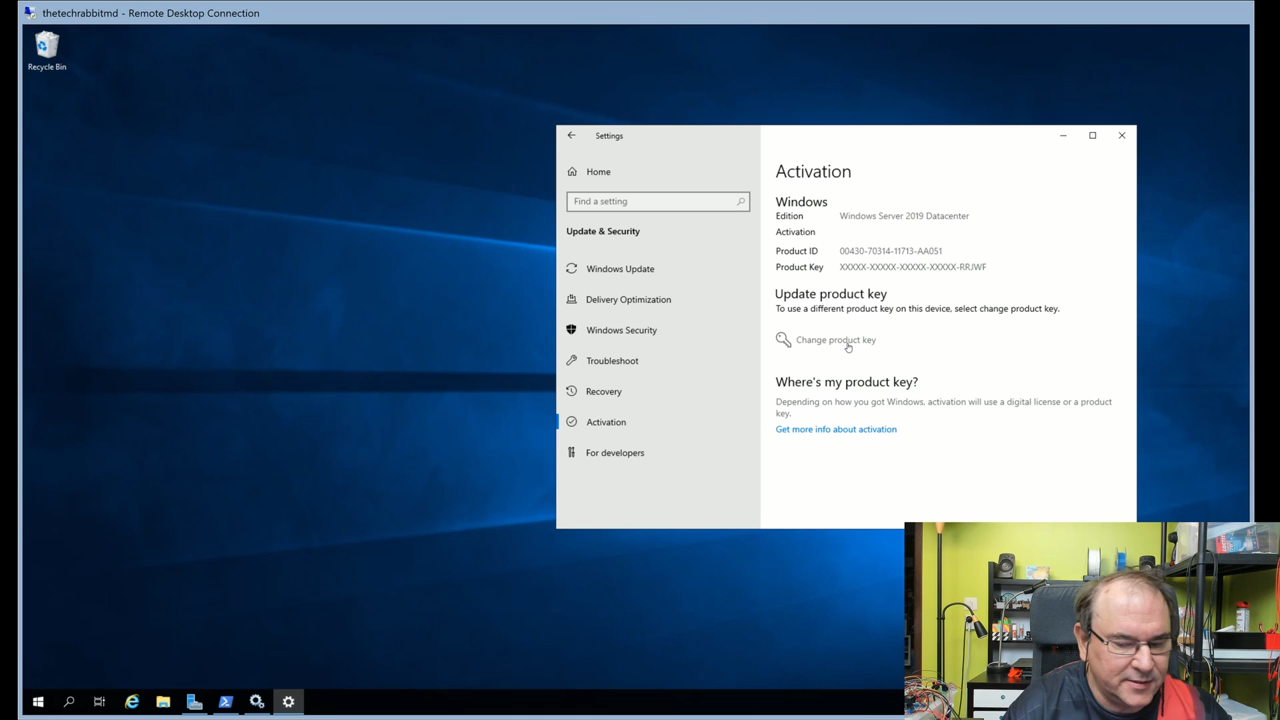 thetechrabbitmd - Remote Desktop Connection
Recycle Bin
Settings
Home
Find a setting
Update & Security
Windows Update
Delivery Optimization
Windows Security
Troubleshoot
Recovery
Activation
For developers
Activation
Windows
Edition Windows Server 2019 Datacenter
Activation
Product ID 00430-70314-11713-AA051
Product Key XXXXX-XXXXX-XXXXX-XXXXX-RRJWF
Update product key
To use a different product key on this device, select change product key.
Change product key
Where's my product key?
Depending on how you got Windows, activation will use a digital license or a product
key.
Get more info about activation